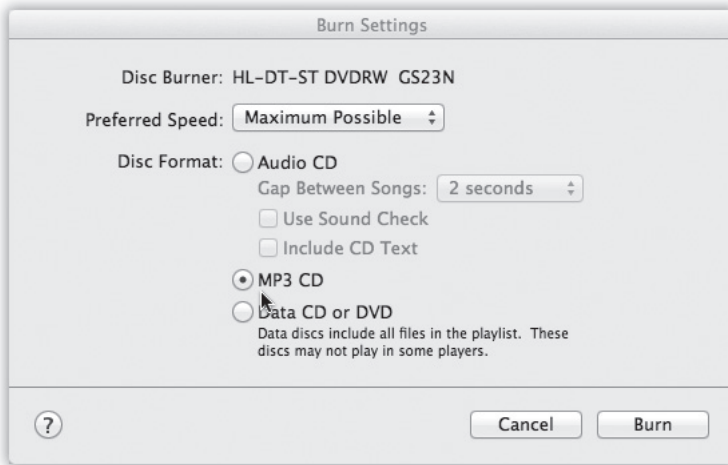 Burn Settings
Disc Burner: HL-DT-ST DVDRW GS23N
Preferred Speed: Maximum Possible
Disc Format: Audio CD
Gap Between Songs: 2 seconds
Use Sound Check
Include CD Text
MP3 CD
Data CD or DVD
Data discs include all files in the playlist. These
discs may not play in some players.
? Cancel Burn